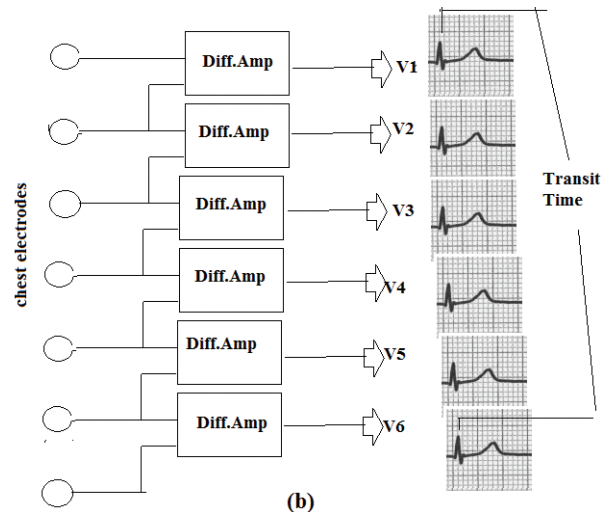 Diff.Amp
V1
Diff.Amp
V2
Transit
Time
Diff.Amp
V3
chest electrodes
Diff.Amp
V4
Diff.Amp
V5
Diff.Amp
V6
(b)